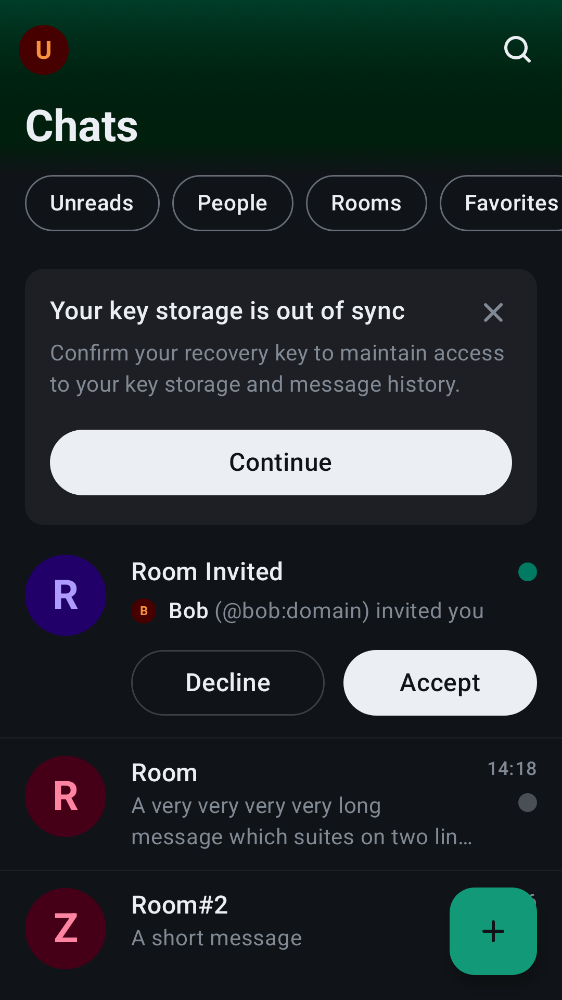 U
Chats
Unreads
People
Rooms
Favorites
Your key storage is out of sync
Confirm your recovery key to maintain access
to your key storage and message history.
Continue
R
Room Invited
B
Bob (@bob:domain) invited you
Decline
Accept
R
Room
14:18
A very very very very long
message which suites on two lin…
Z
Room#2
A short message